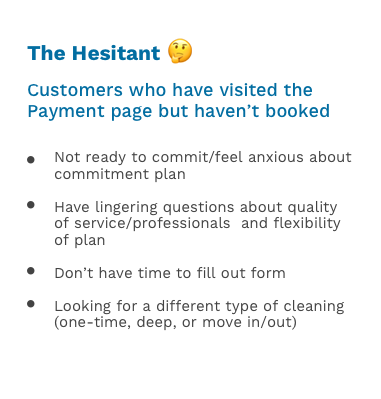 The Hesitant 🤔
Customers who have visited the
Payment page but haven’t booked
• Not ready to commit/feel anxious about
commitment plan
• Have lingering questions about quality
of service/professionals  and flexibility
of plan
• Don’t have time to fill out form
• Looking for a different type of cleaning
(one-time, deep, or move in/out)